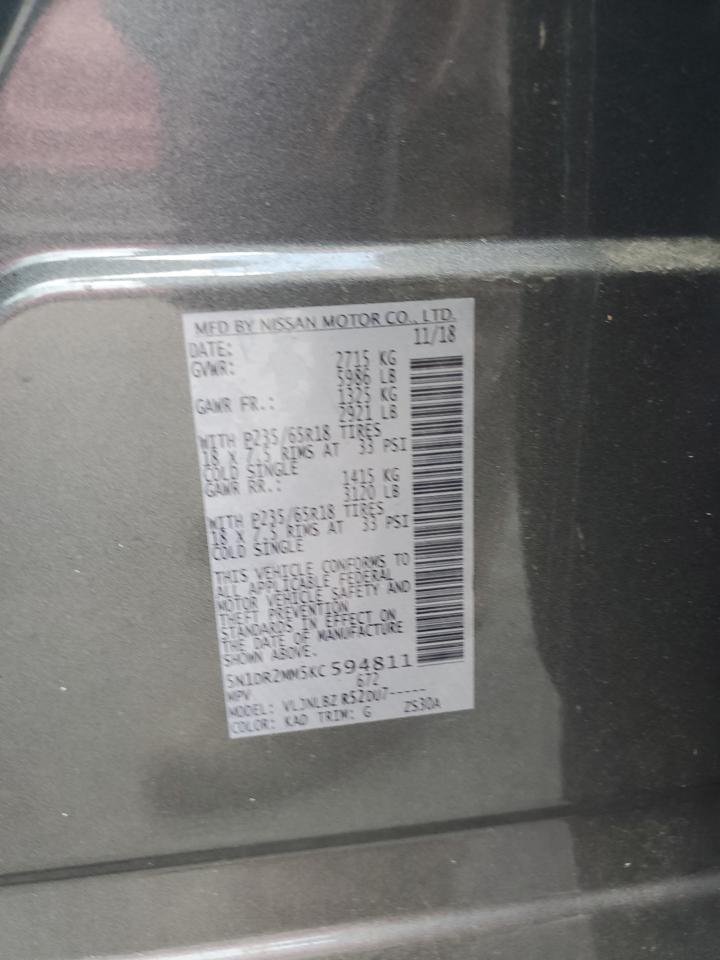 MFD BY NISSAN MOTOR CO., LTD.
DATE: 11/18
GVWR: 2715 KG
5986 LB
GAWR FR.: 1325 KG
2921 LB
WITH P235/65R18 TIRES
18 X 7.5 RIMS AT 33 PSI
COLD SINGLE
GAWR RR.: 1415 KG
3120 LB
WITH P235/65R18 TIRES
18 X 7.5 RIMS AT 33 PSI
COLD SINGLE
THIS VEHICLE CONFORMS TO
ALL APPLICABLE FEDERAL
MOTOR VEHICLE SAFETY AND
THEFT PREVENTION
STANDARDS IN EFFECT ON
THE DATE OF MANUFACTURE
SHOWN ABOVE.
5N1DR2MM5KC594811
MPV 672
MODEL: VLJNLBZ R52DU7-----
COLOR: KAD TRIM: G ZS30A